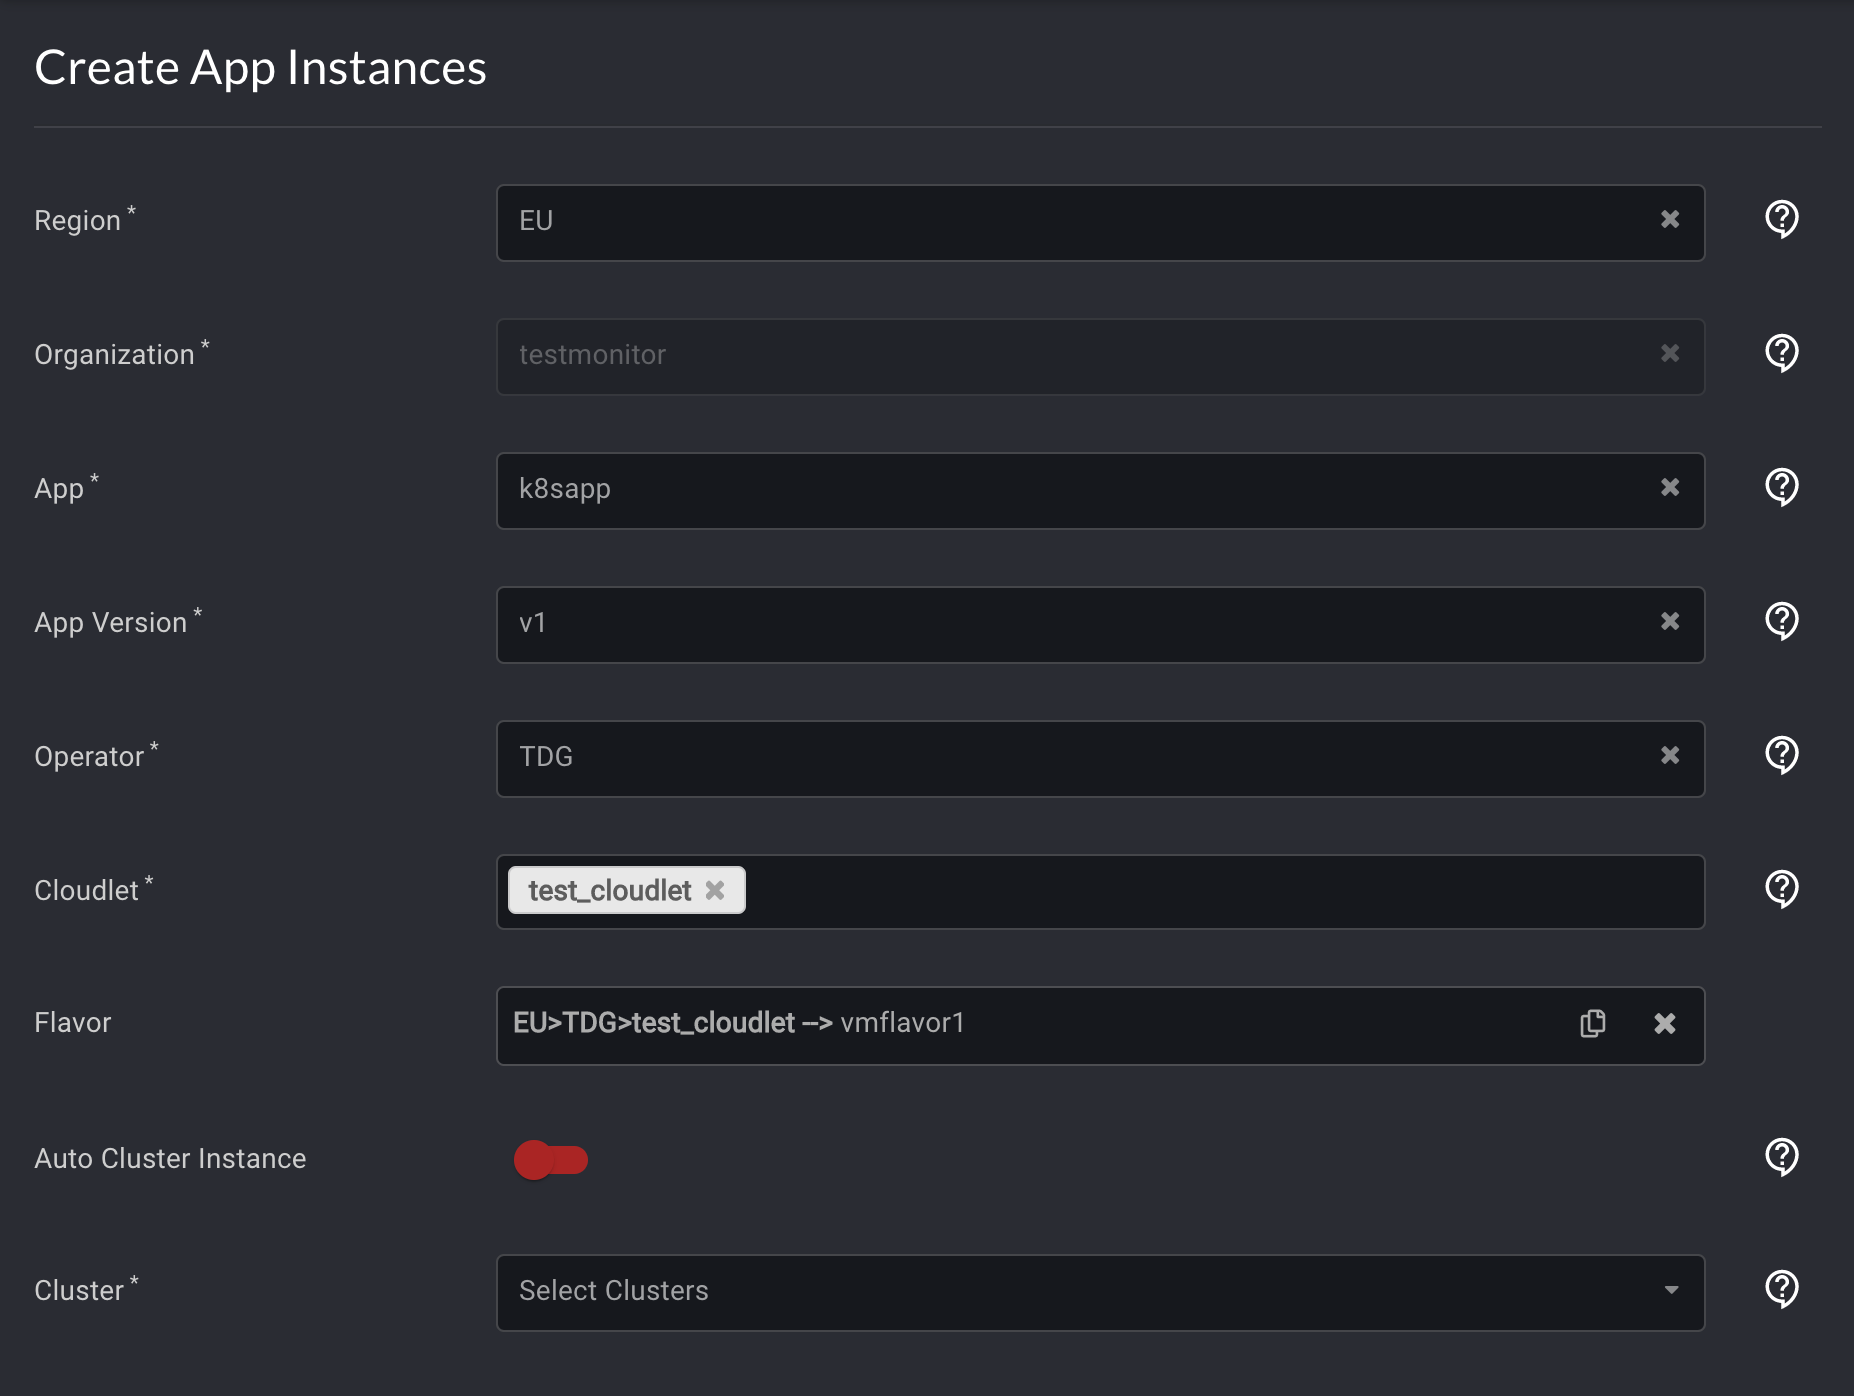 Create App Instances
Region * EU
Organization * testmonitor
App * k8sapp
App Version * v1
Operator * TDG
Cloudlet * test_cloudlet
Flavor EU>TDG>test_cloudlet --> vmflavor1
Auto Cluster Instance
Cluster * Select Clusters